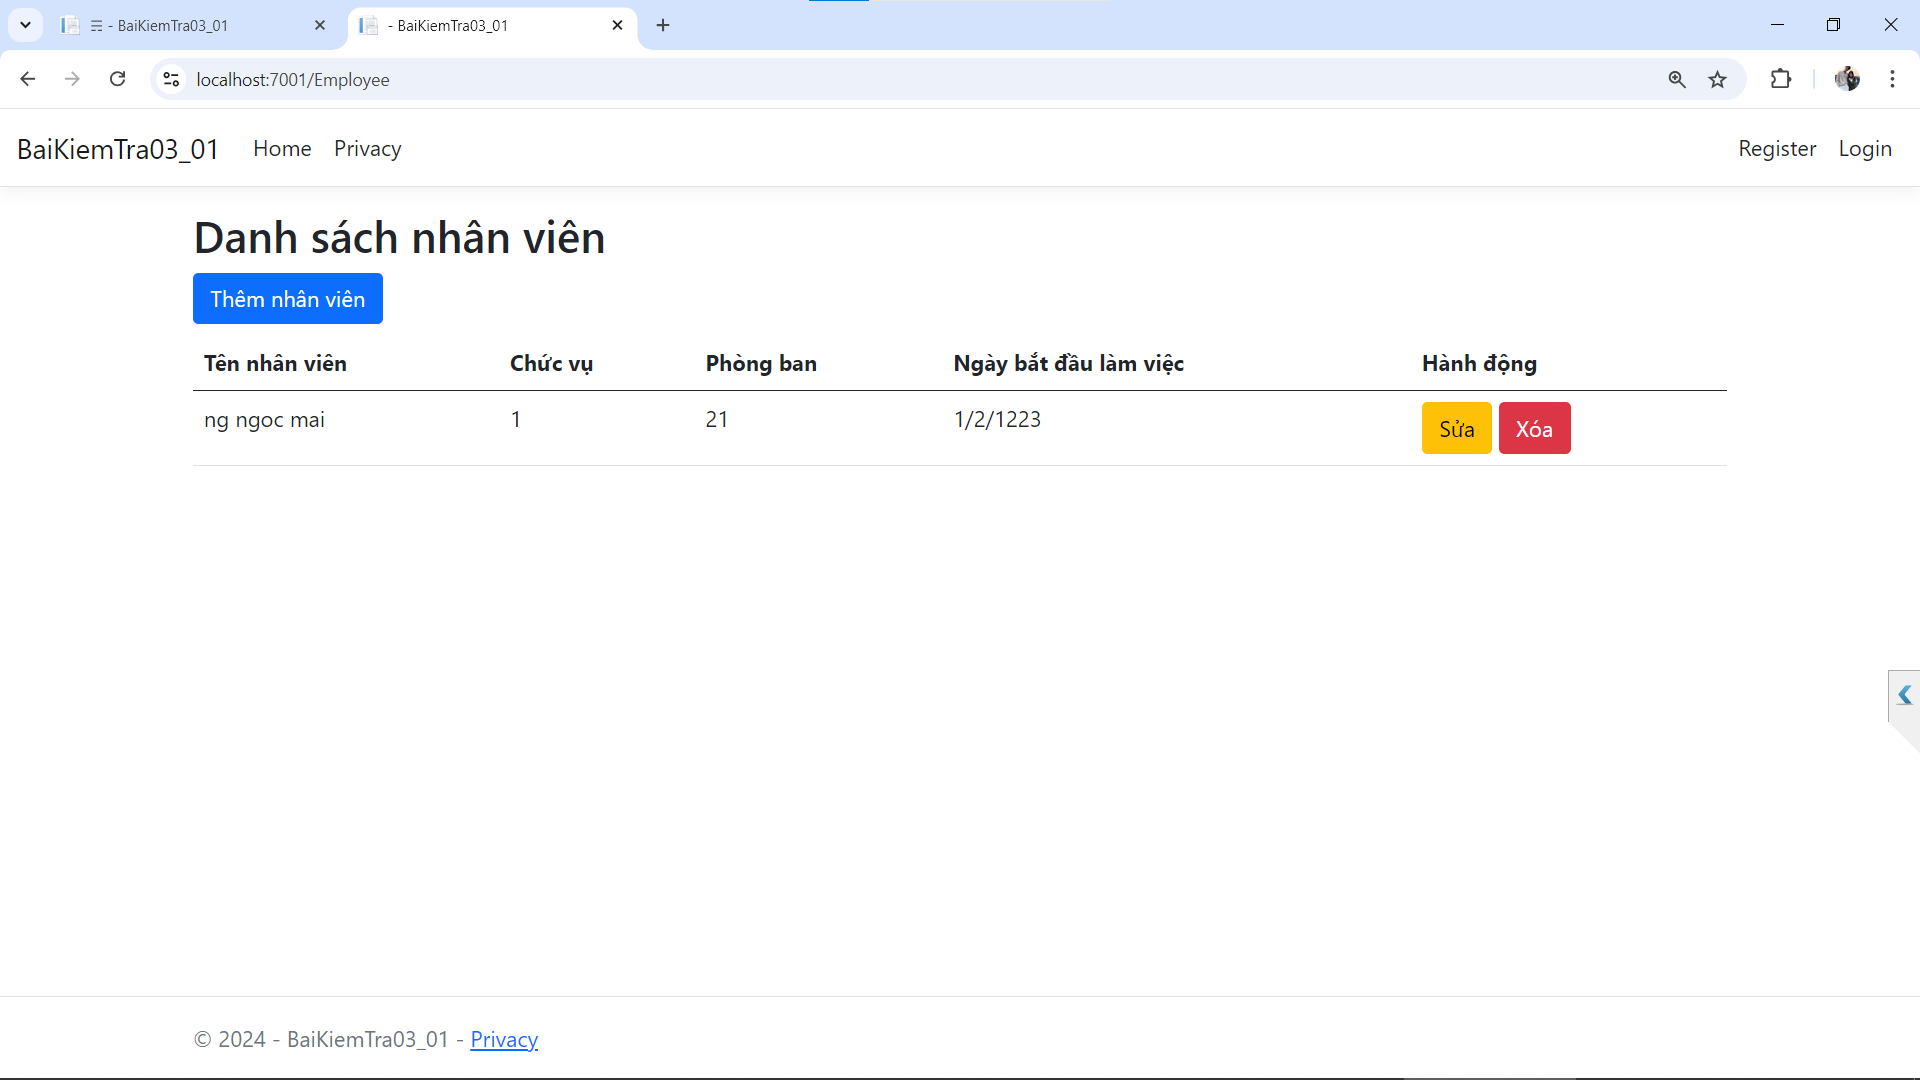 ☴ - BaiKiemTra03_01
- BaiKiemTra03_01
localhost:7001/Employee
BaiKiemTra03_01 Home Privacy Register Login
Danh sách nhân viên
Thêm nhân viên
Tên nhân viên Chức vụ Phòng ban Ngày bắt đầu làm việc Hành động
ng ngoc mai 1 21 1/2/1223 Sửa Xóa
© 2024 - BaiKiemTra03_01 - Privacy